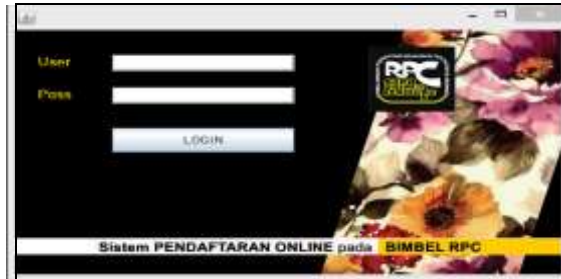 User
RPC
Pass
LOGIN
Sistem PENDAFTARAN ONLINE pada BIMBEL RPC